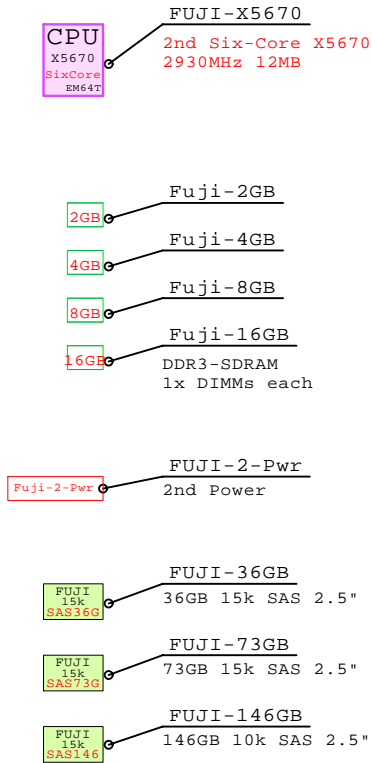 FUJI-X5670
CPU
X5670
SixCore
EM64T
2nd Six-Core X5670
2930MHz 12MB
Fuji-2GB
2GB
Fuji-4GB
4GB
Fuji-8GB
8GB
Fuji-16GB
16GB
DDR3-SDRAM
1x DIMMs each
FUJI-2-Pwr
Fuji-2-Pwr
2nd Power
FUJI-36GB
FUJI
15k
SAS36G
36GB 15k SAS 2.5"
FUJI-73GB
FUJI
15k
SAS73G
73GB 15k SAS 2.5"
FUJI-146GB
FUJI
15k
SAS146
146GB 10k SAS 2.5"